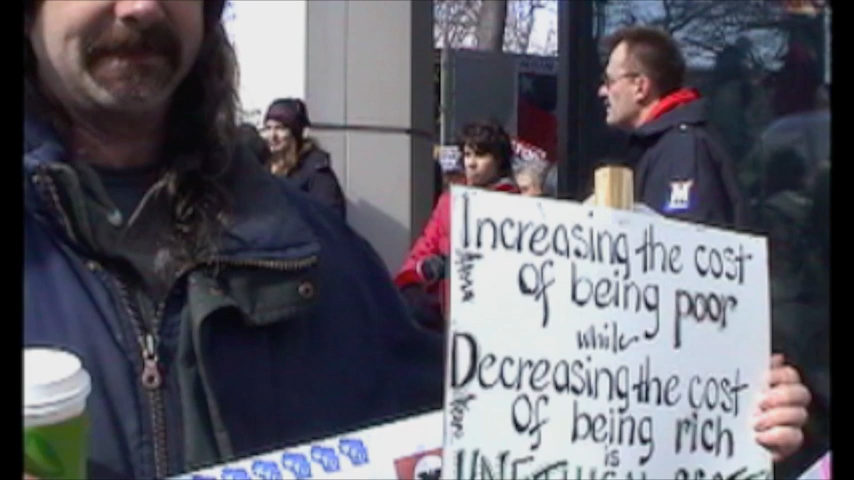 Increasing the cost
of being poor
while
Decreasing the cost
of being rich
is